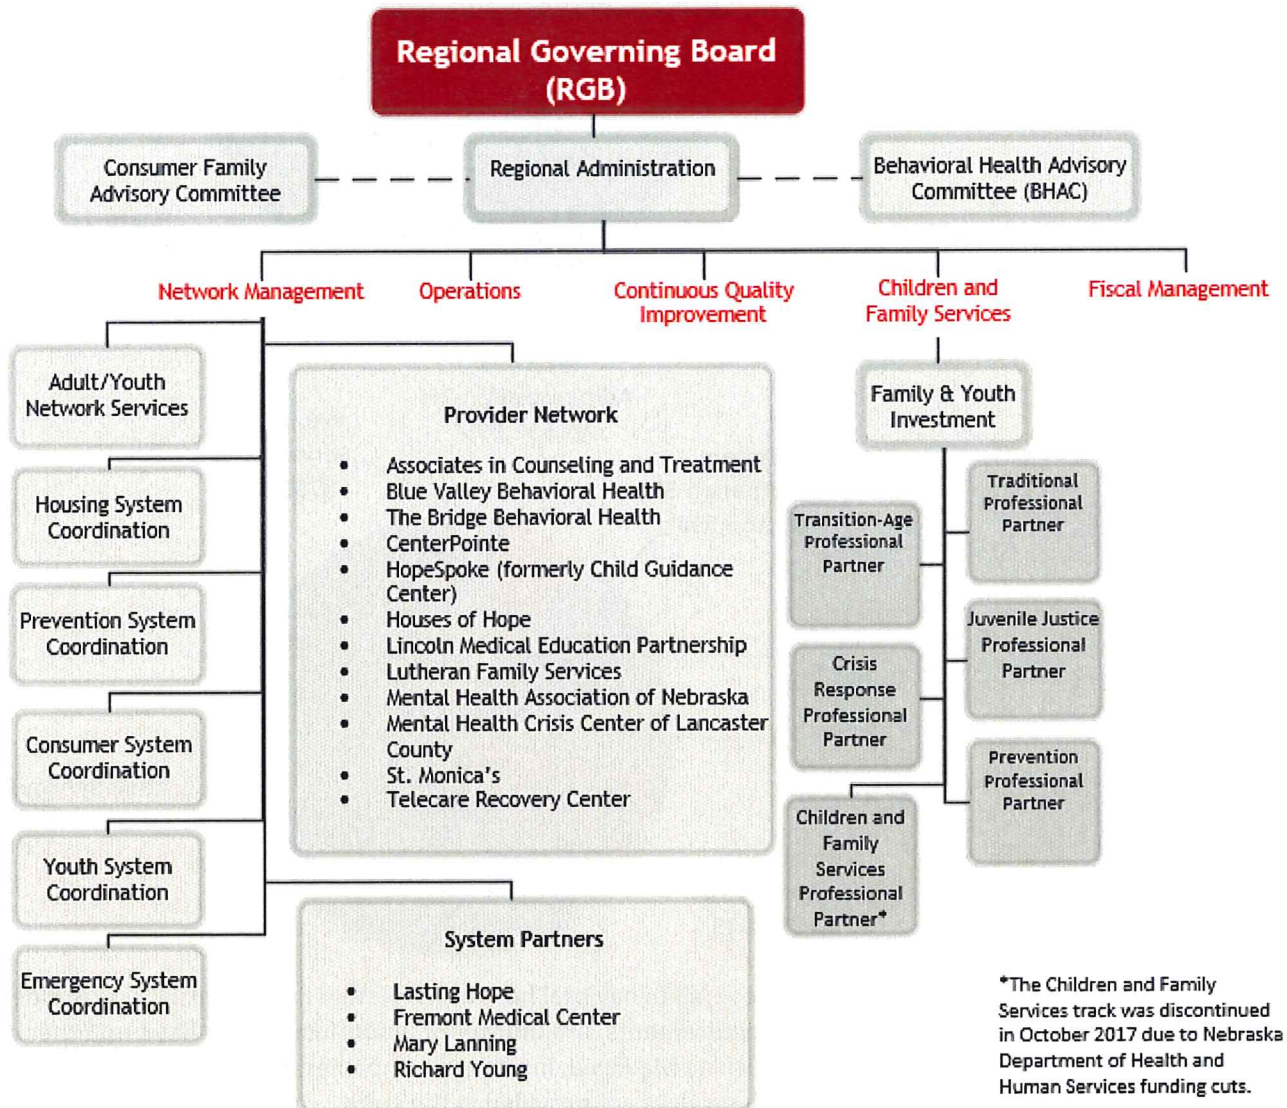 Regional Governing Board
(RGB)
Consumer Family
Advisory Committee
Regional Administration
Behavioral Health Advisory
Committee (BHAC)
Network Management
Operations
Continuous Quality
Improvement
Children and
Family Services
Fiscal Management
Adult/Youth
Network Services
Housing System
Coordination
Prevention System
Coordination
Consumer System
Coordination
Youth System
Coordination
Emergency System
Coordination
Provider Network
• Associates in Counseling and Treatment
• Blue Valley Behavioral Health
• The Bridge Behavioral Health
• CenterPointe
• HopeSpoke (formerly Child Guidance
Center)
• Houses of Hope
• Lincoln Medical Education Partnership
• Lutheran Family Services
• Mental Health Association of Nebraska
• Mental Health Crisis Center of Lancaster
County
• St. Monica's
• Telecare Recovery Center
System Partners
• Lasting Hope
• Fremont Medical Center
• Mary Lanning
• Richard Young
Family & Youth
Investment
Transition-Age
Professional
Partner
Traditional
Professional
Partner
Crisis
Response
Professional
Partner
Juvenile Justice
Professional
Partner
Children and
Family
Services
Professional
Partner*
Prevention
Professional
Partner
*The Children and Family
Services track was discontinued
in October 2017 due to Nebraska
Department of Health and
Human Services funding cuts.